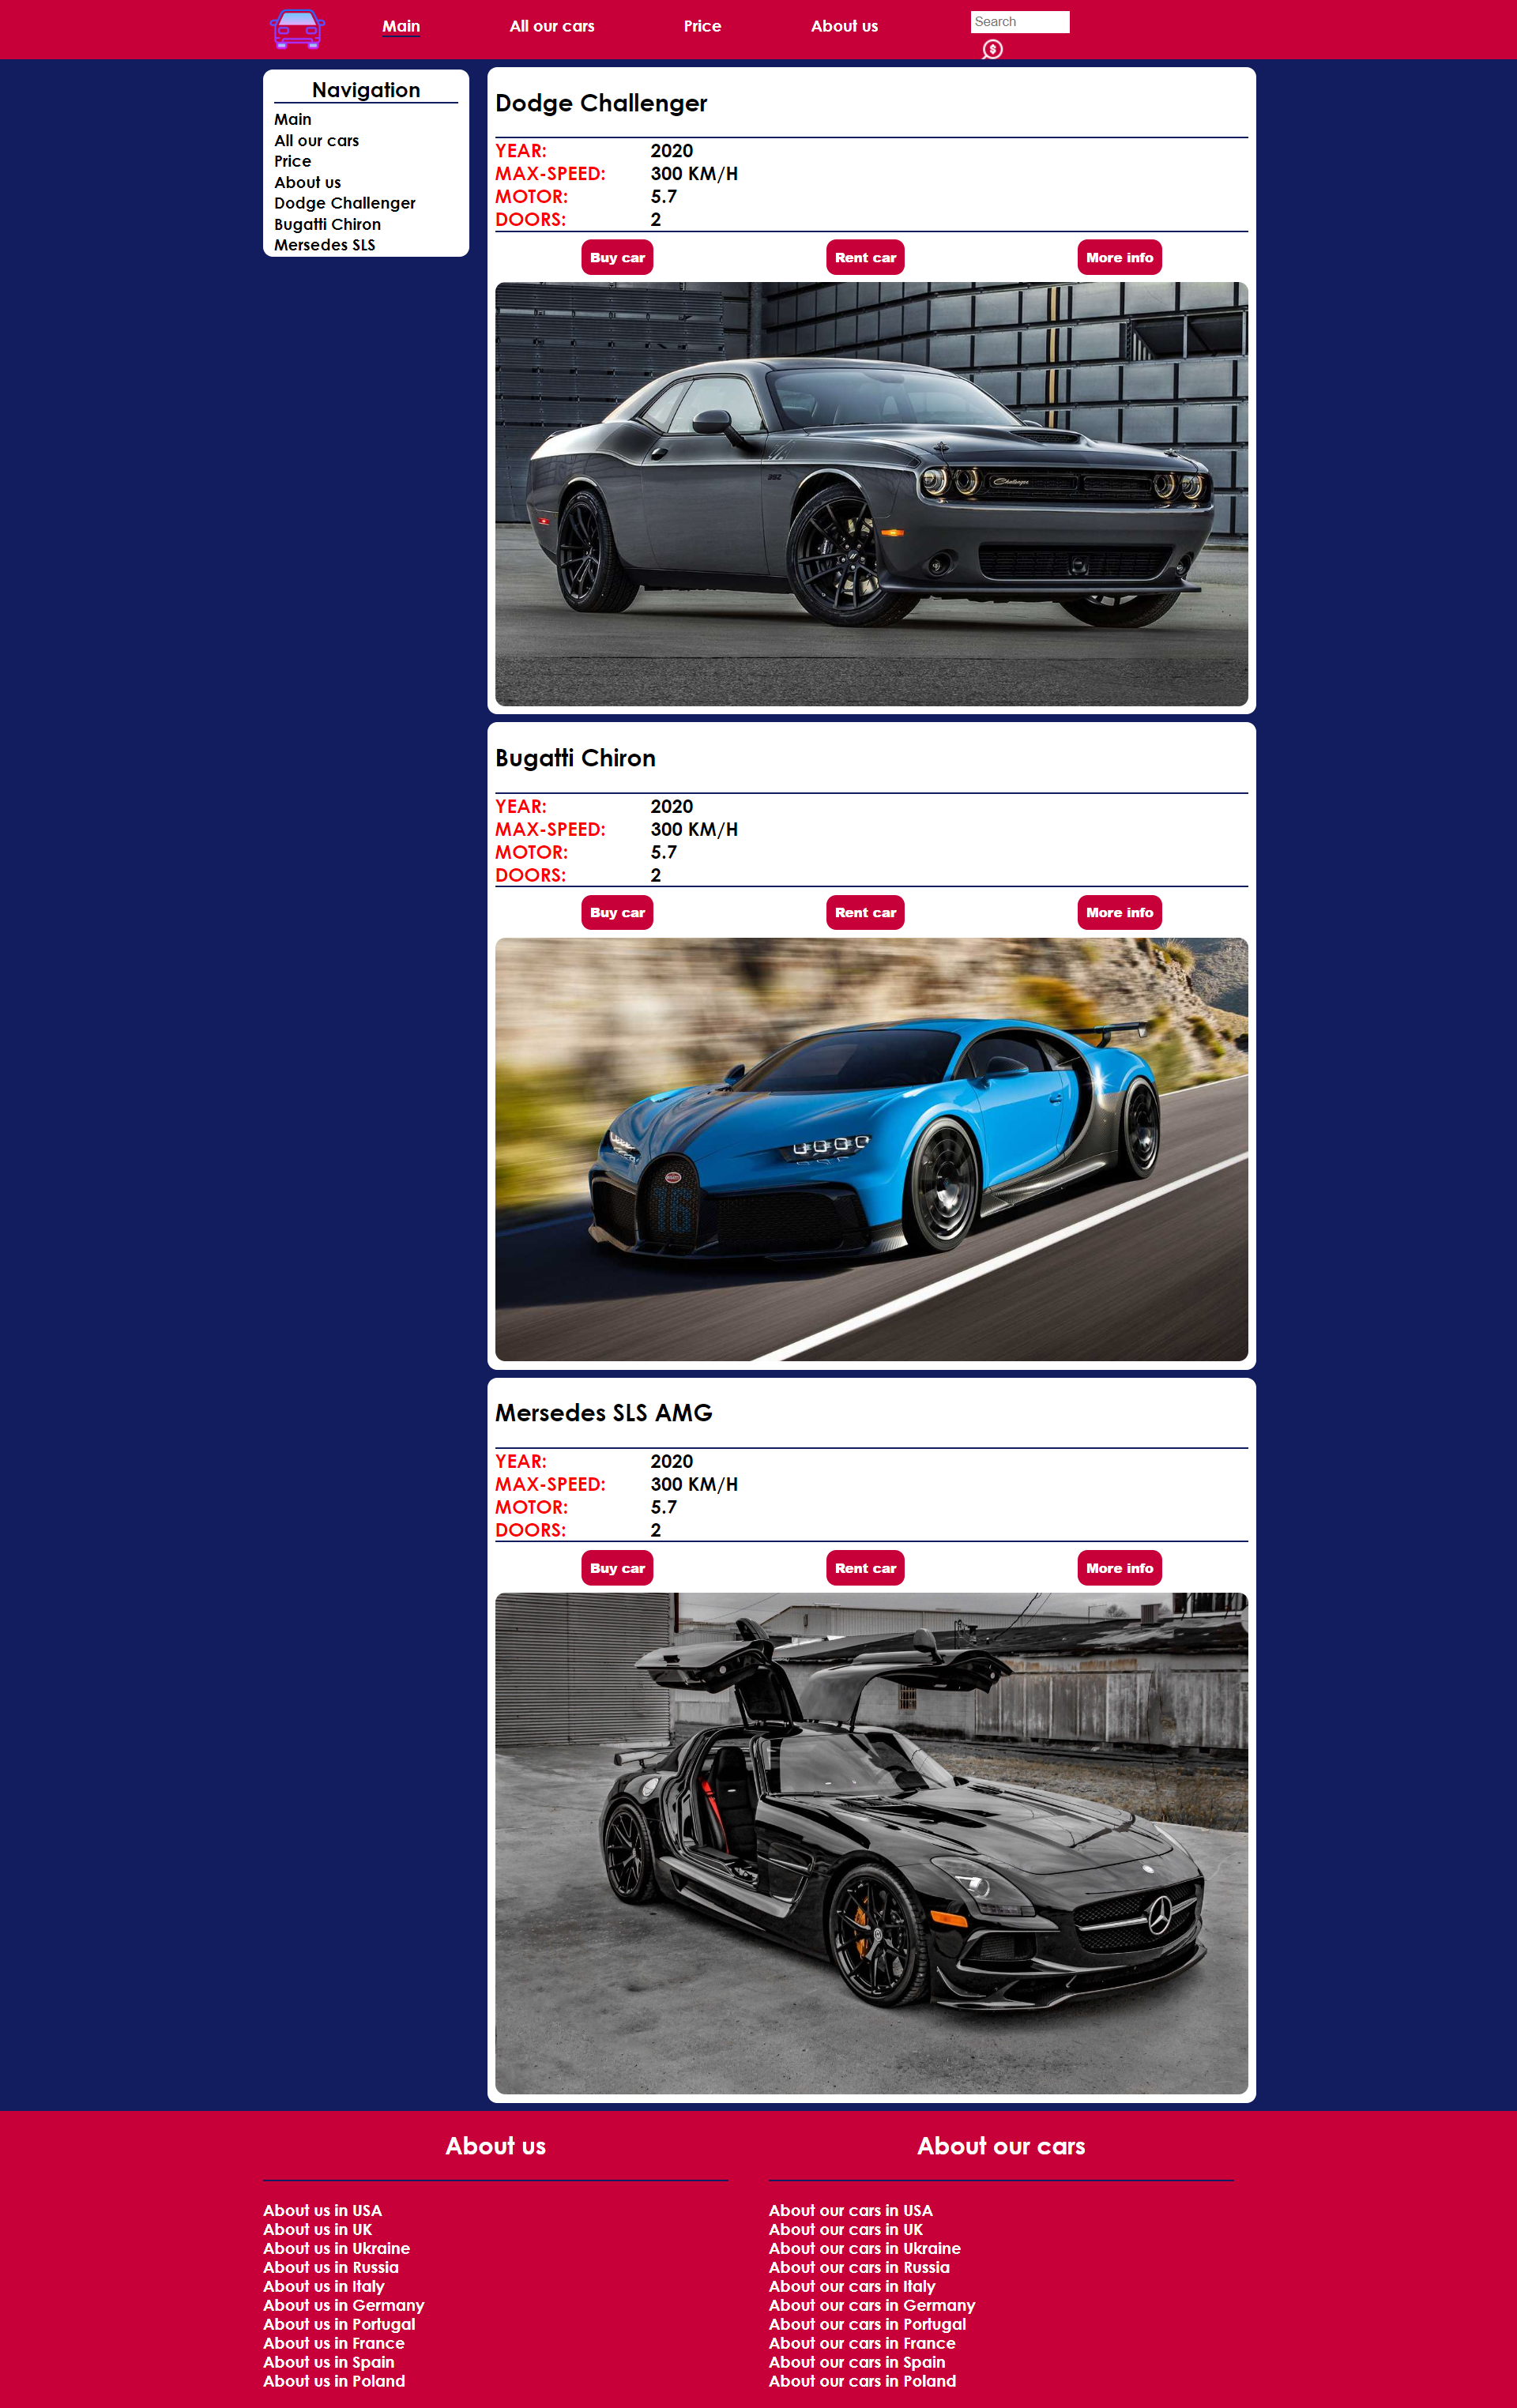 Main All our cars Price About us Search
$
Navigation
Main
All our cars
Price
About us
Dodge Challenger
Bugatti Chiron
Mersedes SLS
Dodge Challenger
YEAR: 2020
MAX-SPEED: 300 KM/H
MOTOR: 5.7
DOORS: 2
Buy car Rent car More info
Challenger
392
Bugatti Chiron
YEAR: 2020
MAX-SPEED: 300 KM/H
MOTOR: 5.7
DOORS: 2
Buy car Rent car More info
16
Mersedes SLS AMG
YEAR: 2020
MAX-SPEED: 300 KM/H
MOTOR: 5.7
DOORS: 2
Buy car Rent car More info
About us
About us in USA
About us in UK
About us in Ukraine
About us in Russia
About us in Italy
About us in Germany
About us in Portugal
About us in France
About us in Spain
About us in Poland
About our cars
About our cars in USA
About our cars in UK
About our cars in Ukraine
About our cars in Russia
About our cars in Italy
About our cars in Germany
About our cars in Portugal
About our cars in France
About our cars in Spain
About our cars in Poland